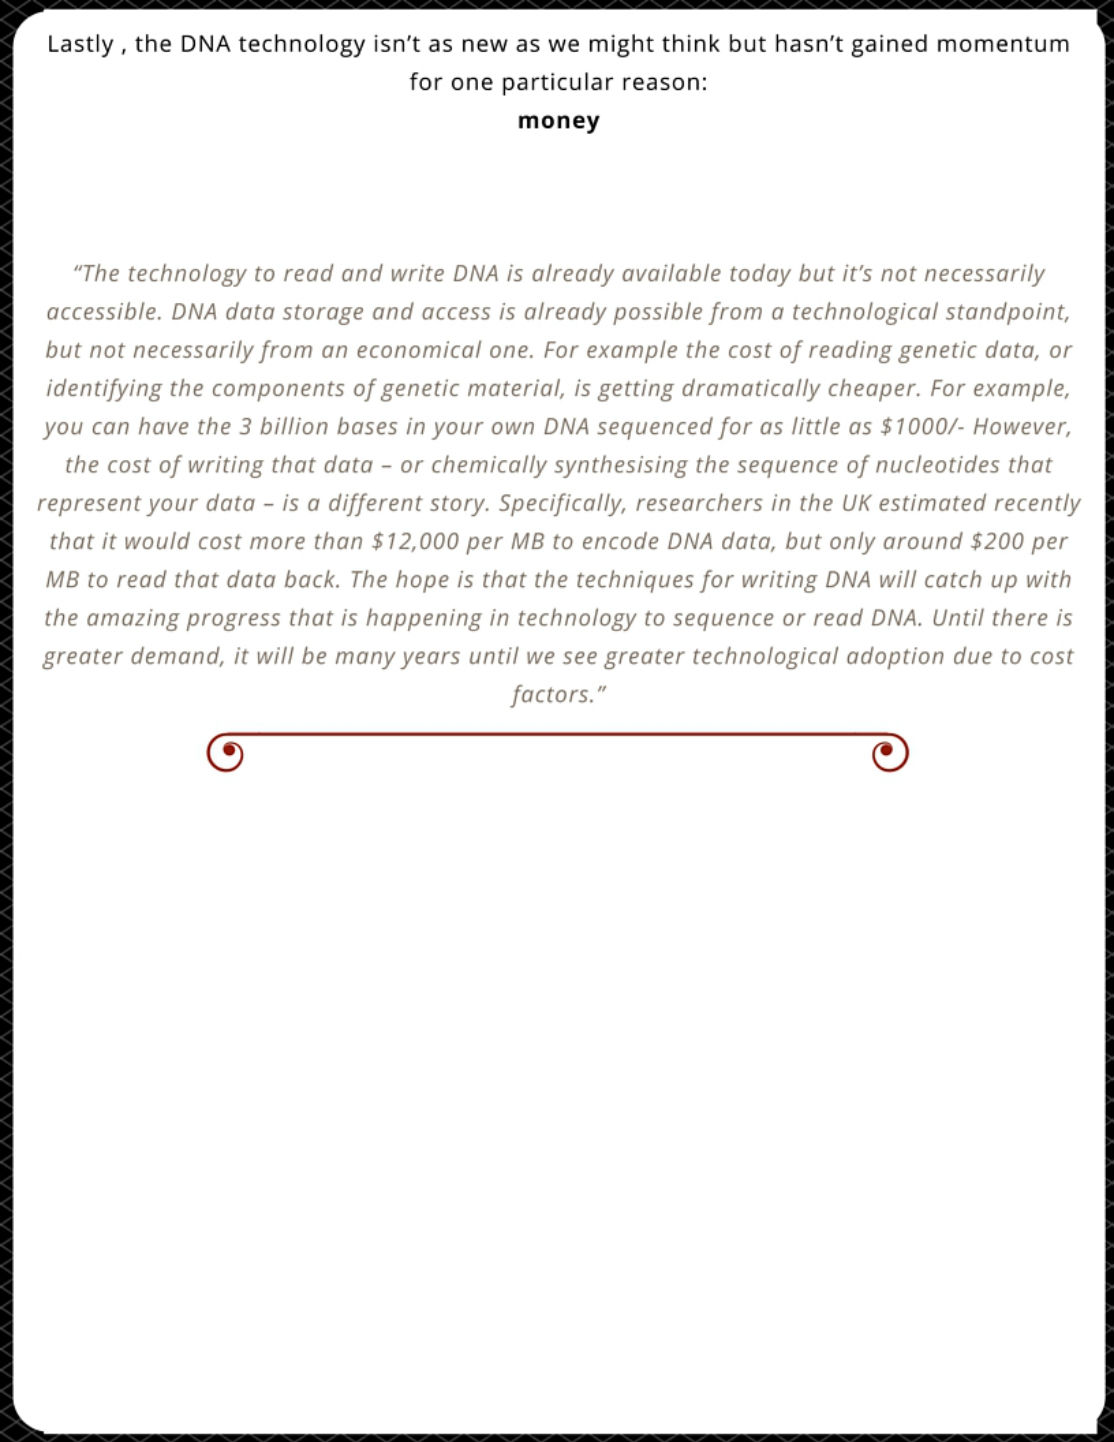 Lastly , the DNA technology isn’t as new as we might think but hasn’t gained momentum
for one particular reason:
money
“The technology to read and write DNA is already available today but it’s not necessarily
accessible. DNA data storage and access is already possible from a technological standpoint,
but not necessarily from an economical one. For example the cost of reading genetic data, or
identifying the components of genetic material, is getting dramatically cheaper. For example,
you can have the 3 billion bases in your own DNA sequenced for as little as $1000/- However,
the cost of writing that data – or chemically synthesising the sequence of nucleotides that
represent your data – is a different story. Specifically, researchers in the UK estimated recently
that it would cost more than $12,000 per MB to encode DNA data, but only around $200 per
MB to read that data back. The hope is that the techniques for writing DNA will catch up with
the amazing progress that is happening in technology to sequence or read DNA. Until there is
greater demand, it will be many years until we see greater technological adoption due to cost
factors.”